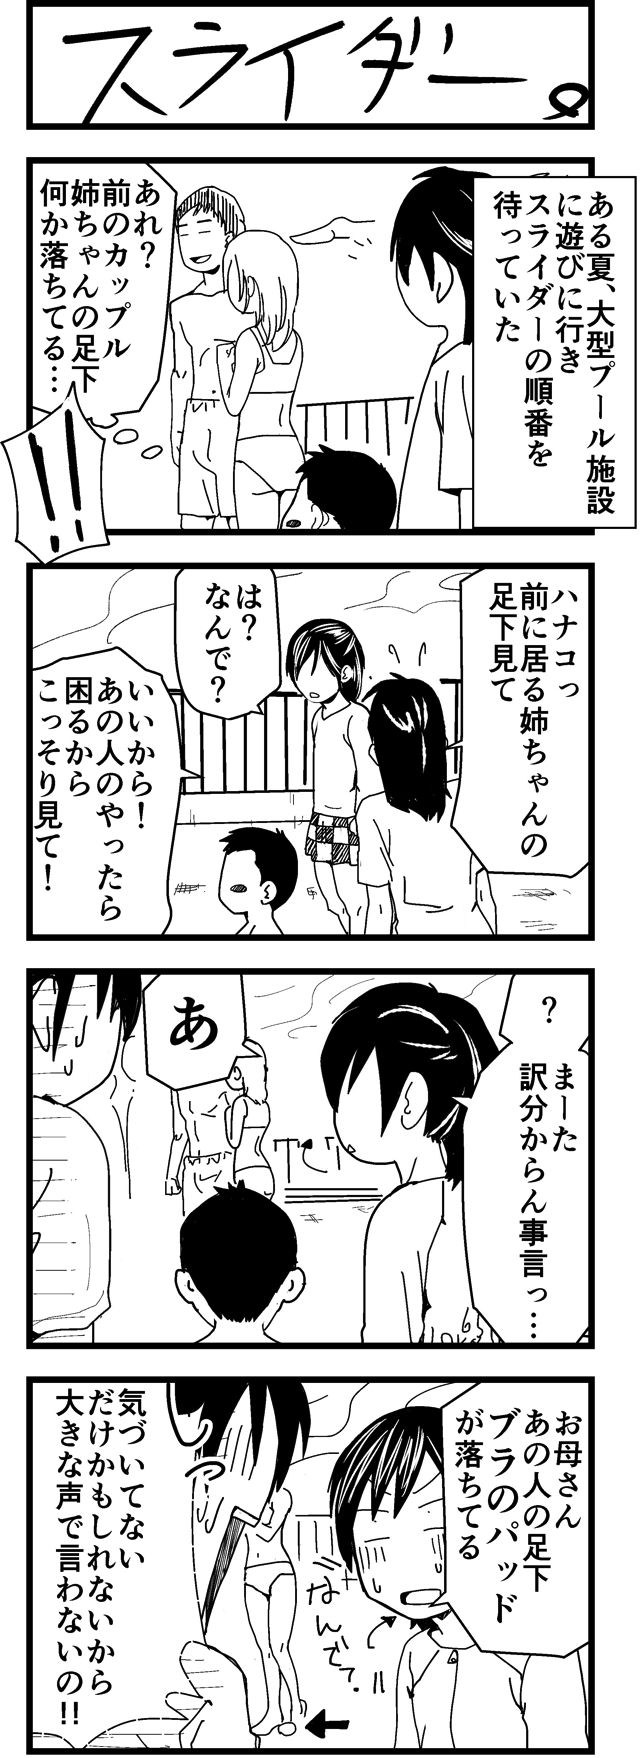 スライダー。
ある夏、大型プール施設
に遊びに行き
スライダーの順番を
待っていた
あれ？
前のカップル
姉ちゃんの足下
何か落ちてる…
!!
ハナコっ
前に居る姉ちゃんの
足下見て
は？
なんで？
いいから！
あの人のやったら
困るから
こっそり見て！
？
まーた
訳分からん事言っ…
あ
お母さん
あの人の足下
ブラのパッド
が落ちてる
なんでて.〃
気づいてない
だけかもしれないから
大きな声で言わないの!!